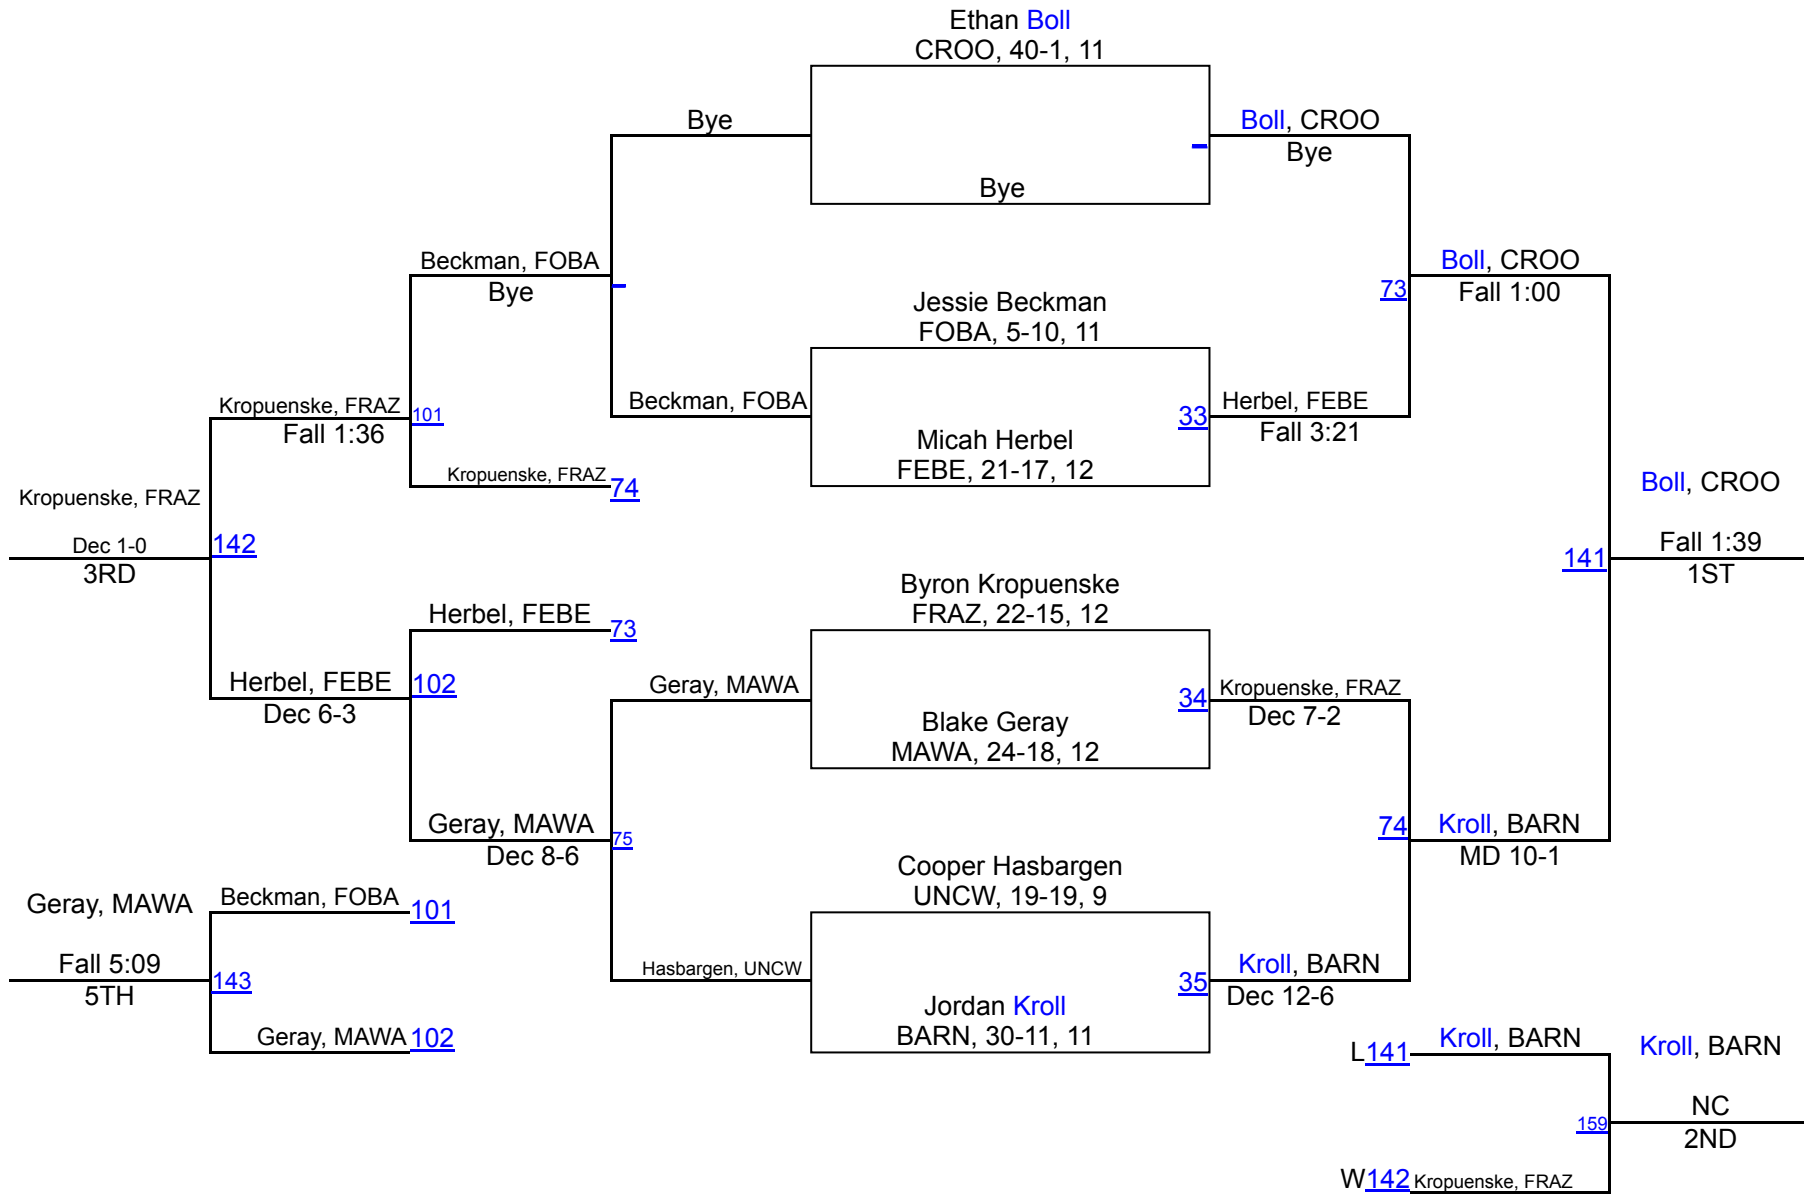 Ethan Boll
CROO, 40-1, 11
Bye
Boll, CROO
Bye
Bye
Beckman, FOBA
Bye
Boll, CROO
73
Fall 1:00
Jessie Beckman
FOBA, 5-10, 11
Beckman, FOBA
33
Herbel, FEBE
Fall 3:21
Micah Herbel
FEBE, 21-17, 12
Kropuenske, FRAZ
101
Fall 1:36
Kropuenske, FRAZ
74
Kropuenske, FRAZ
Dec 1-0
142
3RD
Boll, CROO
141
Fall 1:39
1ST
Byron Kropuenske
FRAZ, 22-15, 12
Herbel, FEBE
73
Herbel, FEBE
102
Dec 6-3
Geray, MAWA
34
Kropuenske, FRAZ
Dec 7-2
Blake Geray
MAWA, 24-18, 12
Geray, MAWA
75
Dec 8-6
74
Kroll, BARN
MD 10-1
Cooper Hasbargen
UNCW, 19-19, 9
Geray, MAWA
Beckman, FOBA
101
Fall 5:09
143
5TH
Geray, MAWA
102
Hasbargen, UNCW
35
Kroll, BARN
Dec 12-6
Jordan Kroll
BARN, 30-11, 11
L141
Kroll, BARN
Kroll, BARN
NC
159
2ND
W142
Kropuenske, FRAZ